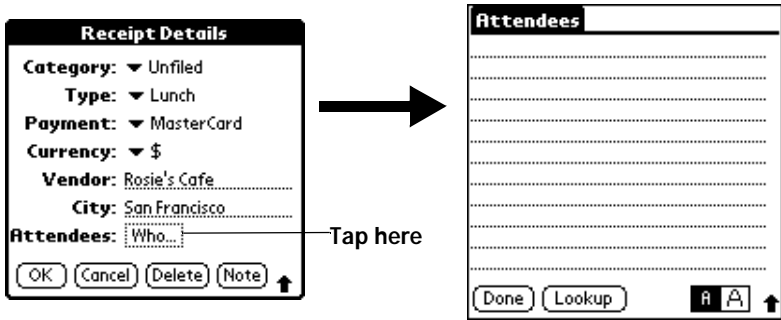 Receipt Details
Category: Unfiled
Type: Lunch
Payment: MasterCard
Currency: $
Vendor: Rosie's Cafe
City: San Francisco
Attendees: Who...
OK Cancel Delete Note
Tap here
Attendees
Done Lookup A A